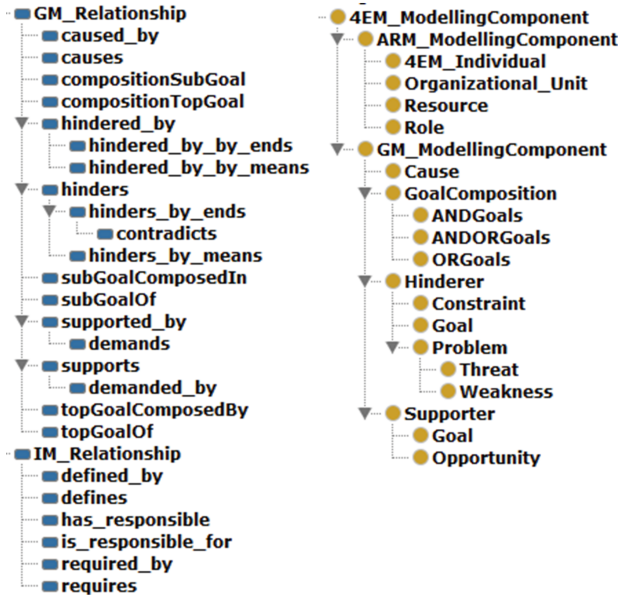 GM_Relationship
caused_by
causes
compositionSubGoal
compositionTopGoal
hindered_by
hindered_by_by_ends
hindered_by_by_means
hinders
hinders_by_ends
contradicts
hinders_by_means
subGoalComposedIn
subGoalOf
supported_by
demands
supports
demanded_by
topGoalComposedBy
topGoalOf
IM_Relationship
defined_by
defines
has_responsible
is_responsible_for
required_by
requires
4EM_ModellingComponent
ARM_ModellingComponent
4EM_Individual
Organizational_Unit
Resource
Role
GM_ModellingComponent
Cause
GoalComposition
ANDGoals
ANDORGoals
ORGoals
Hinderer
Constraint
Goal
Problem
Threat
Weakness
Supporter
Goal
Opportunity